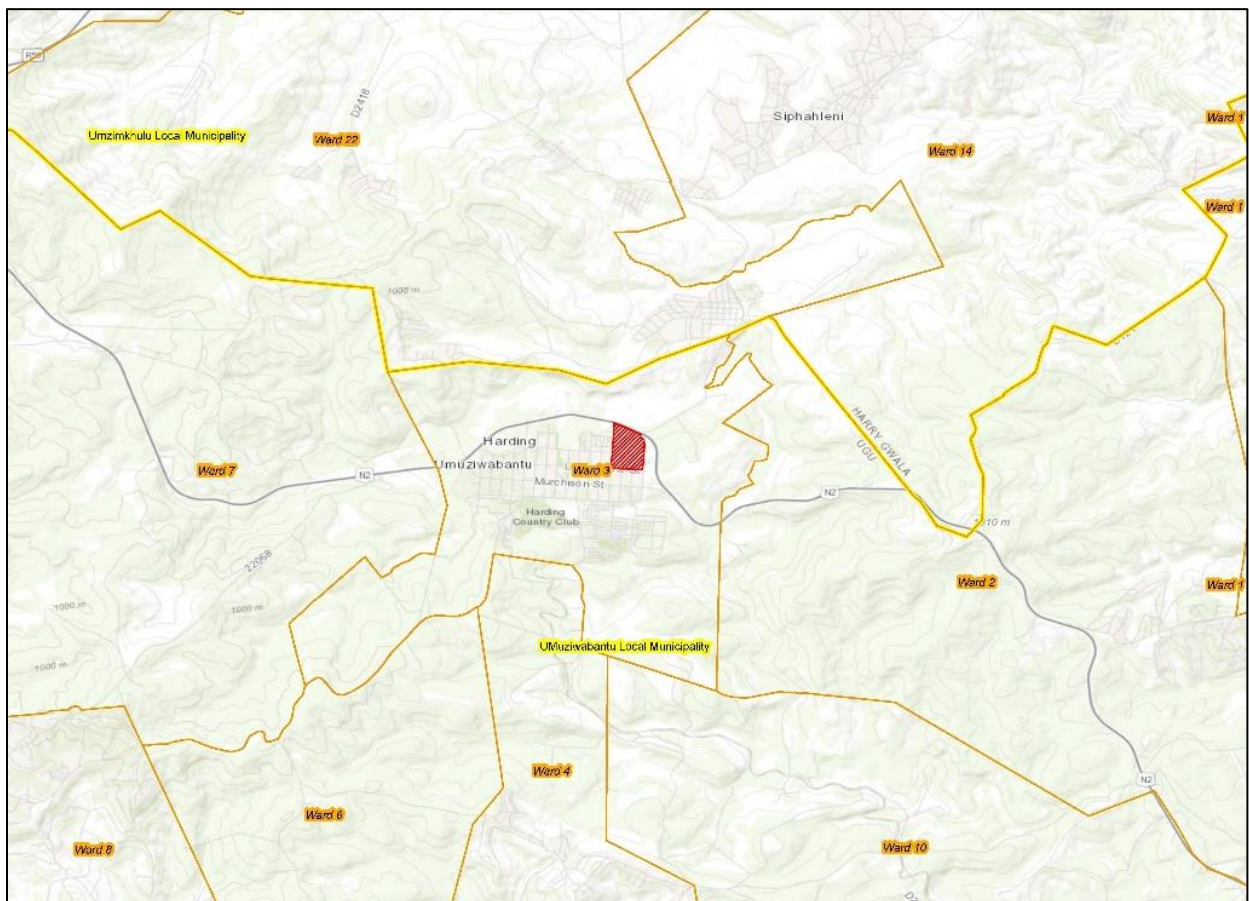 R56
D2418
Siphahleni
Ward 1
Umzimkhulu Local Municipality
Ward 22
Ward 14
Ward 1
1000 m
HARRY GWALA
UGU
Harding
Umuziwabantu
Ward 7
Ward 3
N2
Murchison St
N2
Harding
Country Club
1010 m
22068
Ward 2
Ward 1
1000 m
1000 m
UMuziwabantu Local Municipality
1000 m
Ward 4
N2
Ward 6
Ward 8
Ward 10